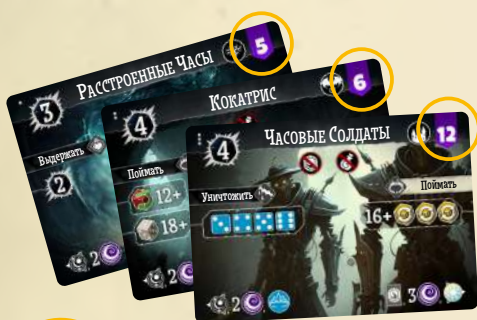 3 Расстроенные Часы 5
Выдержать
2
2
4 Кокатрис 6
Поймать
12+
18+
2
4 Часовые Солдаты 12
Уничтожить Поймать
16+
2 3